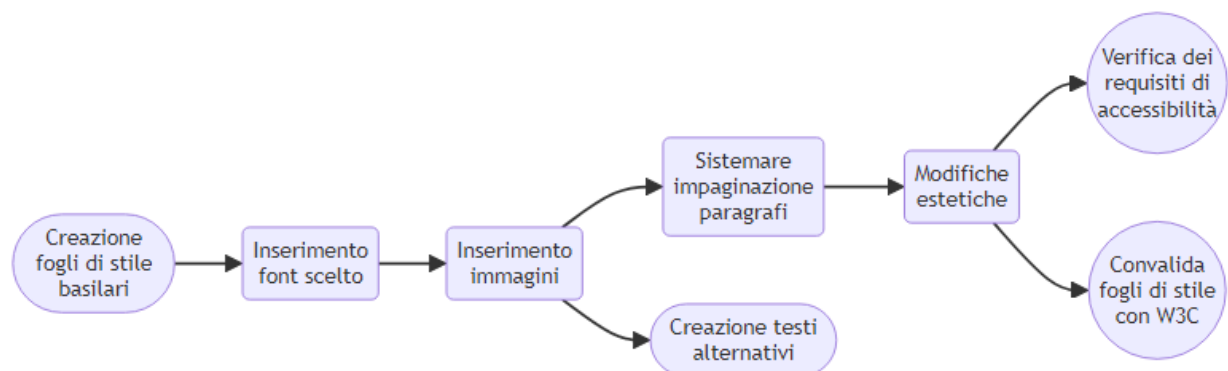 Creazione
fogli di stile
basilari
Inserimento
font scelto
Inserimento
immagini
Sistemare
impaginazione
paragrafi
Creazione testi
alternativi
Modifiche
estetiche
Verifica dei
requisiti di
accessibilità
Convalida
fogli di stile
con W3C